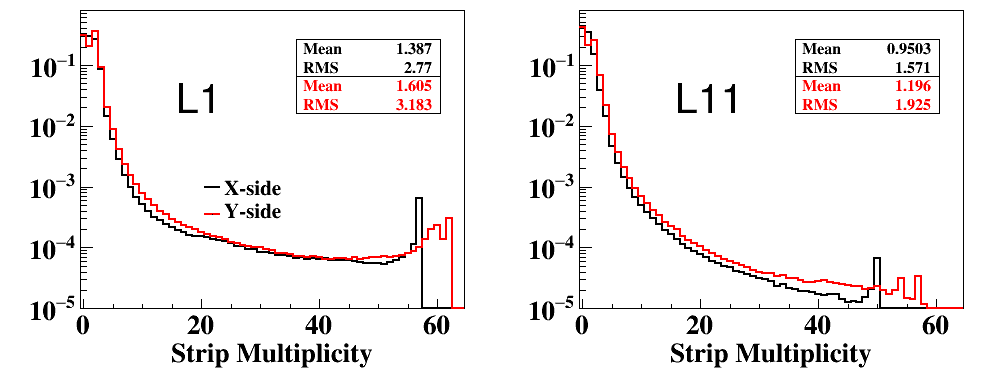 Mean 1.387
RMS 2.77
Mean 1.605
RMS 3.183
L1
X-side
Y-side
10⁻¹
10⁻²
10⁻³
10⁻⁴
10⁻⁵
0 20 40 60
Strip Multiplicity
Mean 0.9503
RMS 1.571
Mean 1.196
RMS 1.925
L11
10⁻¹
10⁻²
10⁻³
10⁻⁴
10⁻⁵
0 20 40 60
Strip Multiplicity